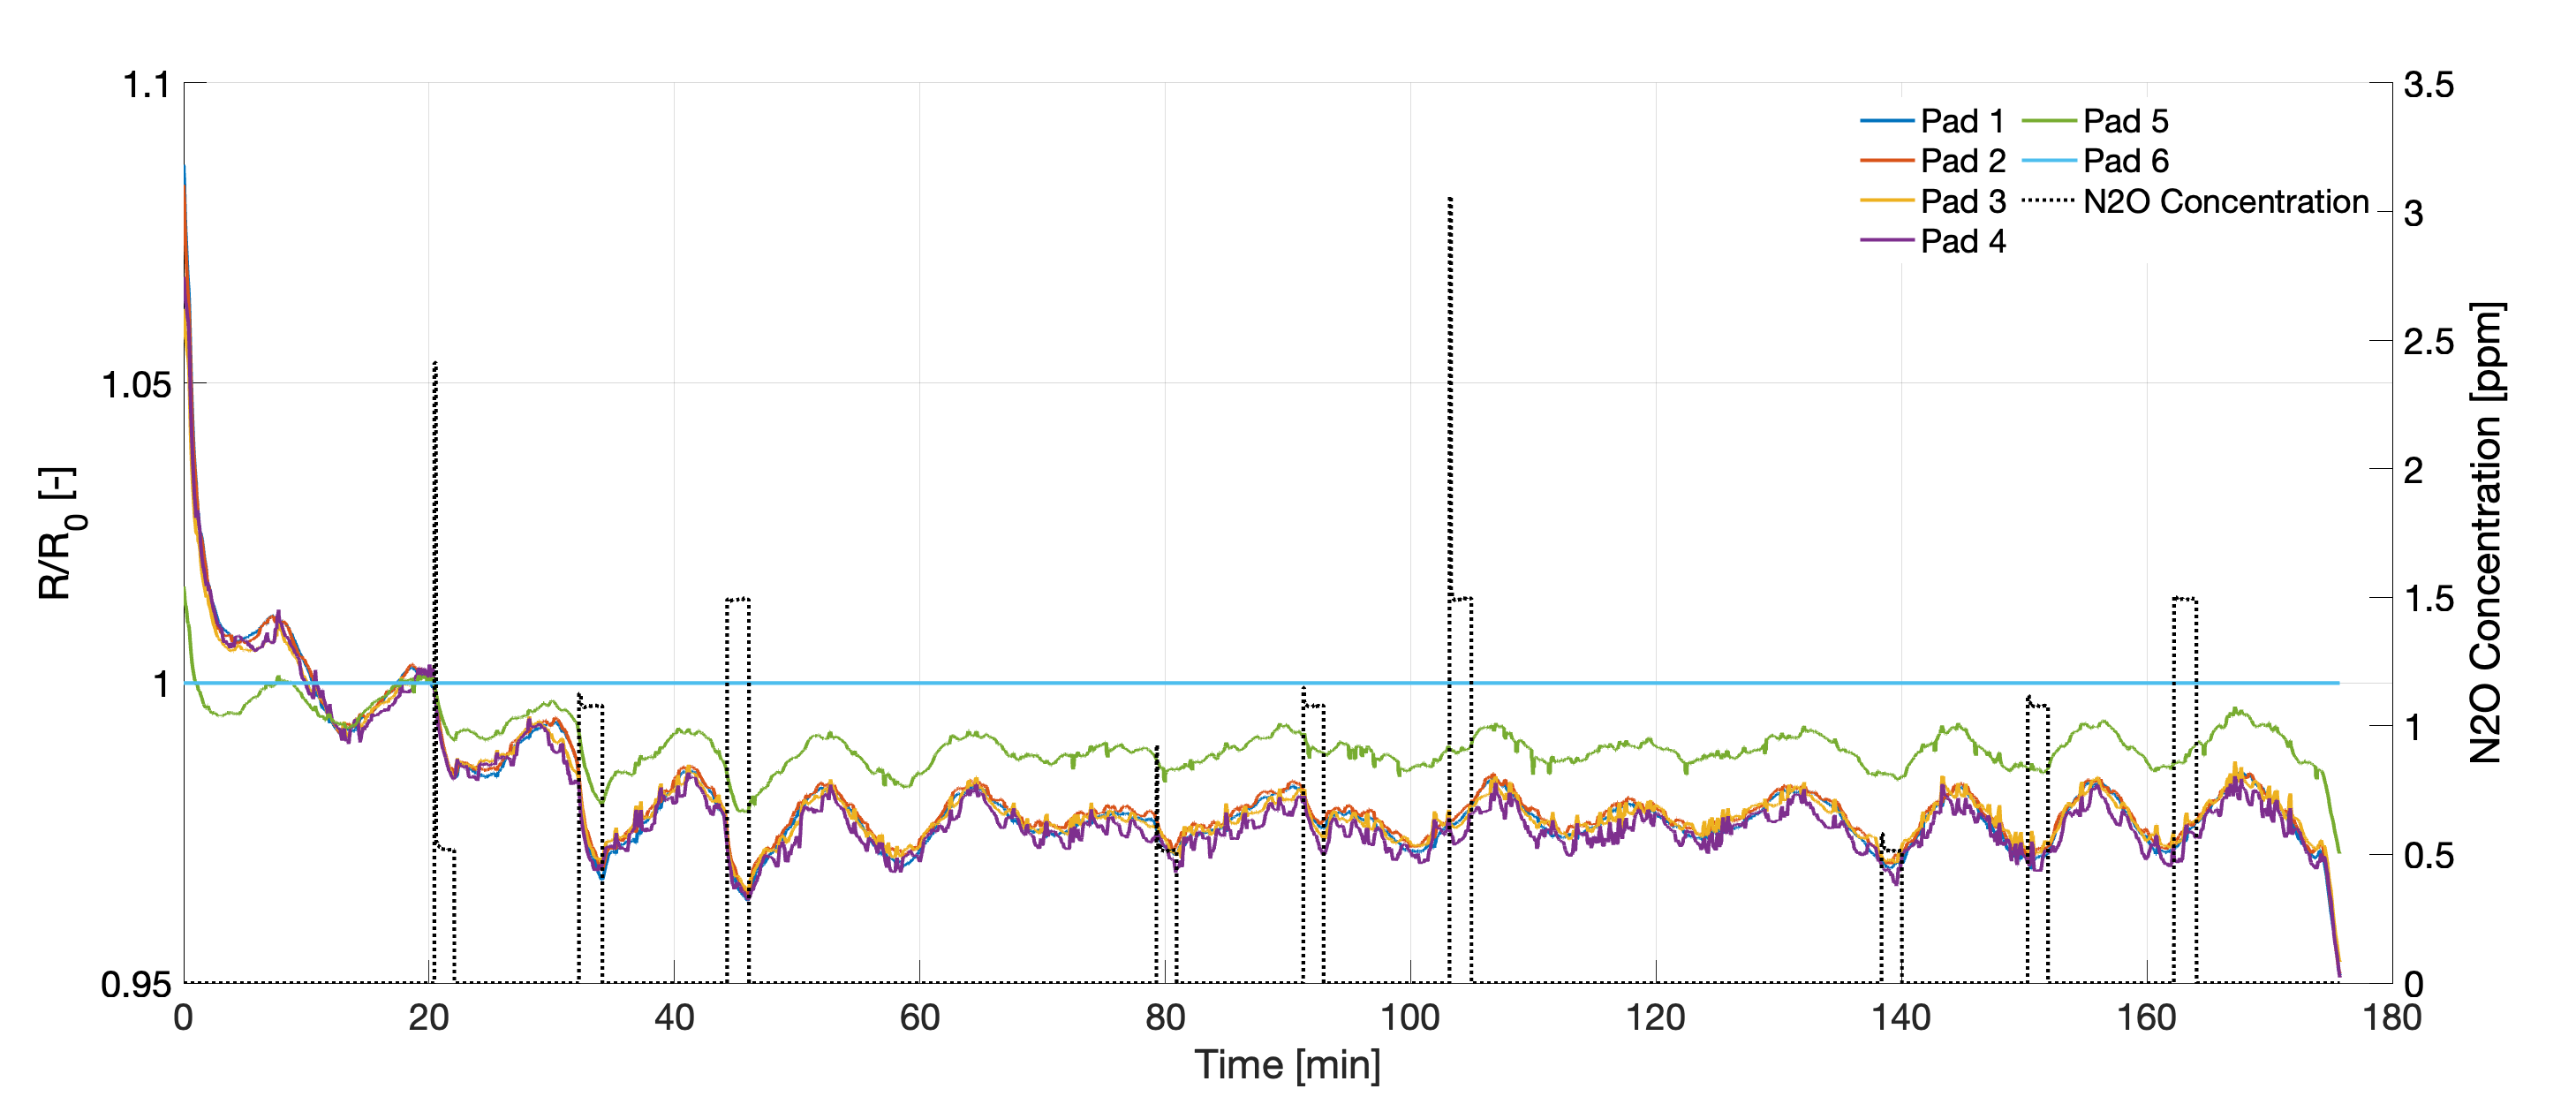 1.1
1.05
1
0.95
R/R0 [-]
3.5
3
2.5
2
1.5
1
0.5
0
N2O Concentration [ppm]
Pad 1
Pad 2
Pad 3
Pad 4
Pad 5
Pad 6
N2O Concentration
0 20 40 60 80 100 120 140 160 180
Time [min]